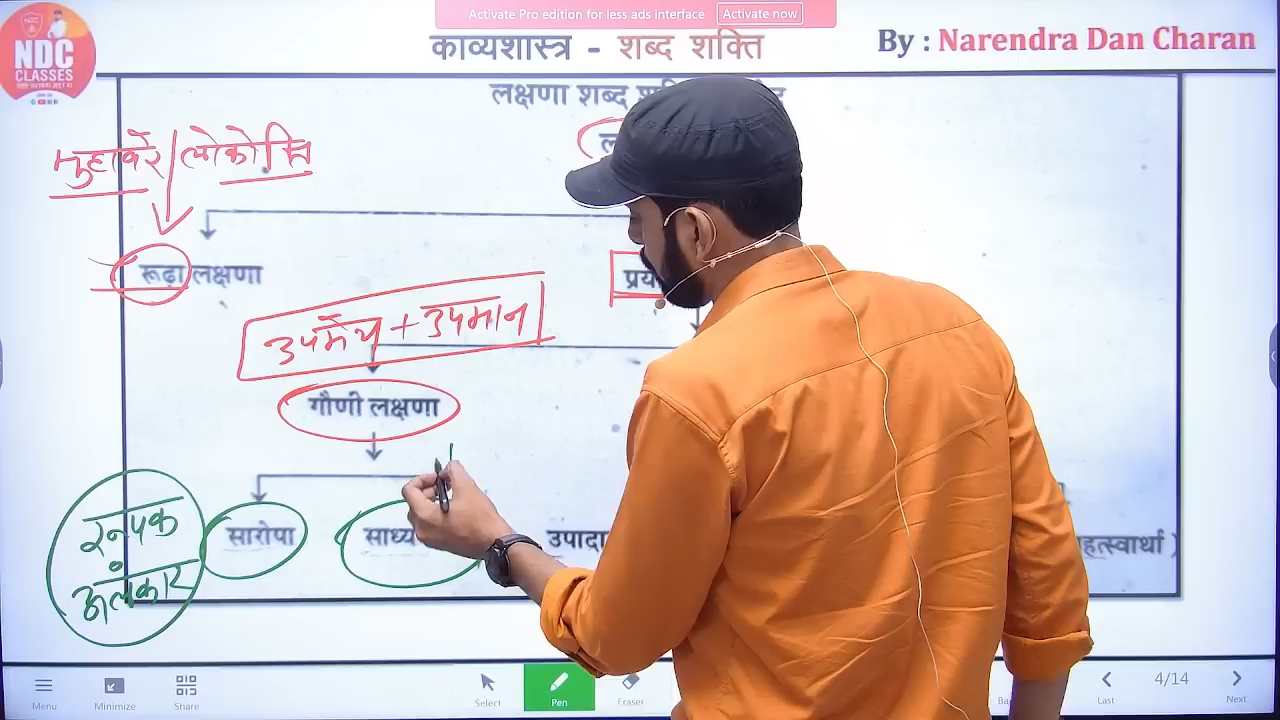 Activate Pro edition for less ads interface Activate now
काव्यशास्त्र - शब्द शक्ति
By : Narendra Dan Charan
NDC
CLASSES
लक्षणा शब्द
मुहावरे/लोकोक्ति
रूढ़ा लक्षणा
उपमेय + उपमान
गौणी लक्षणा
रूपक
अलंकार
सारोपा
Menu
Minimize
Share
Select
Pen
Eraser
Last
4/14
Next